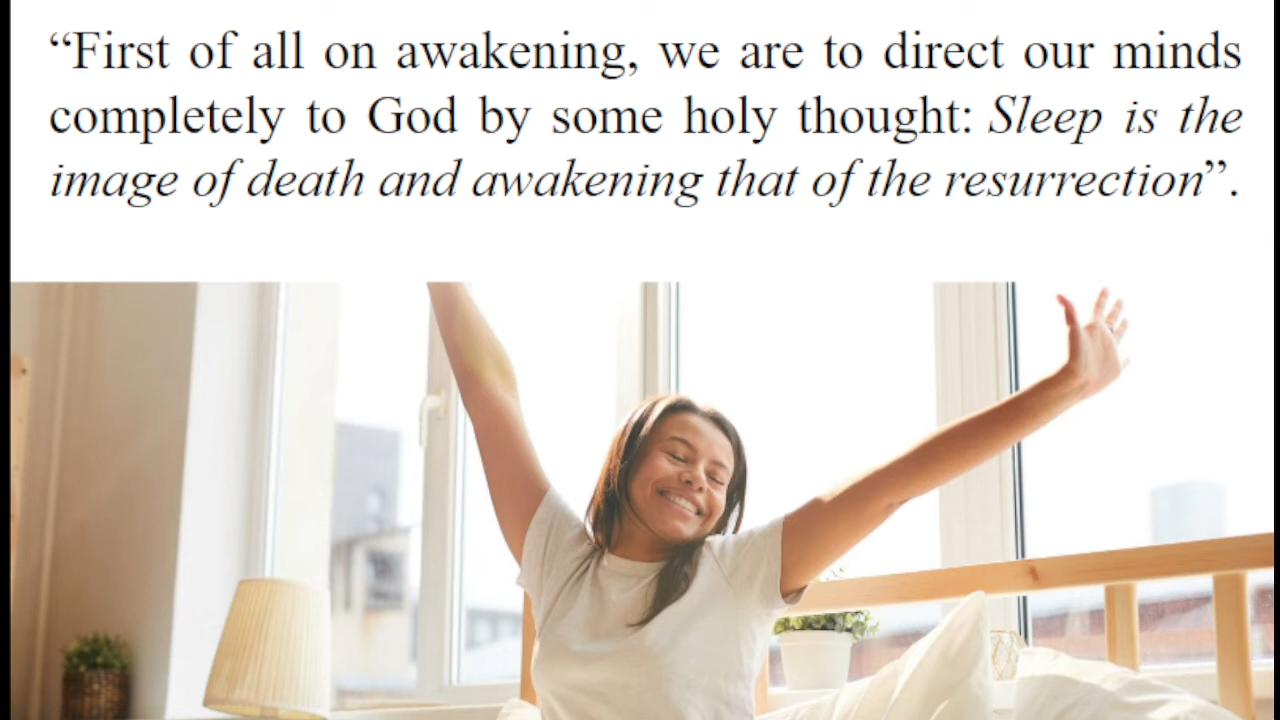 “First of all on awakening, we are to direct our minds
completely to God by some holy thought: Sleep is the
image of death and awakening that of the resurrection”.